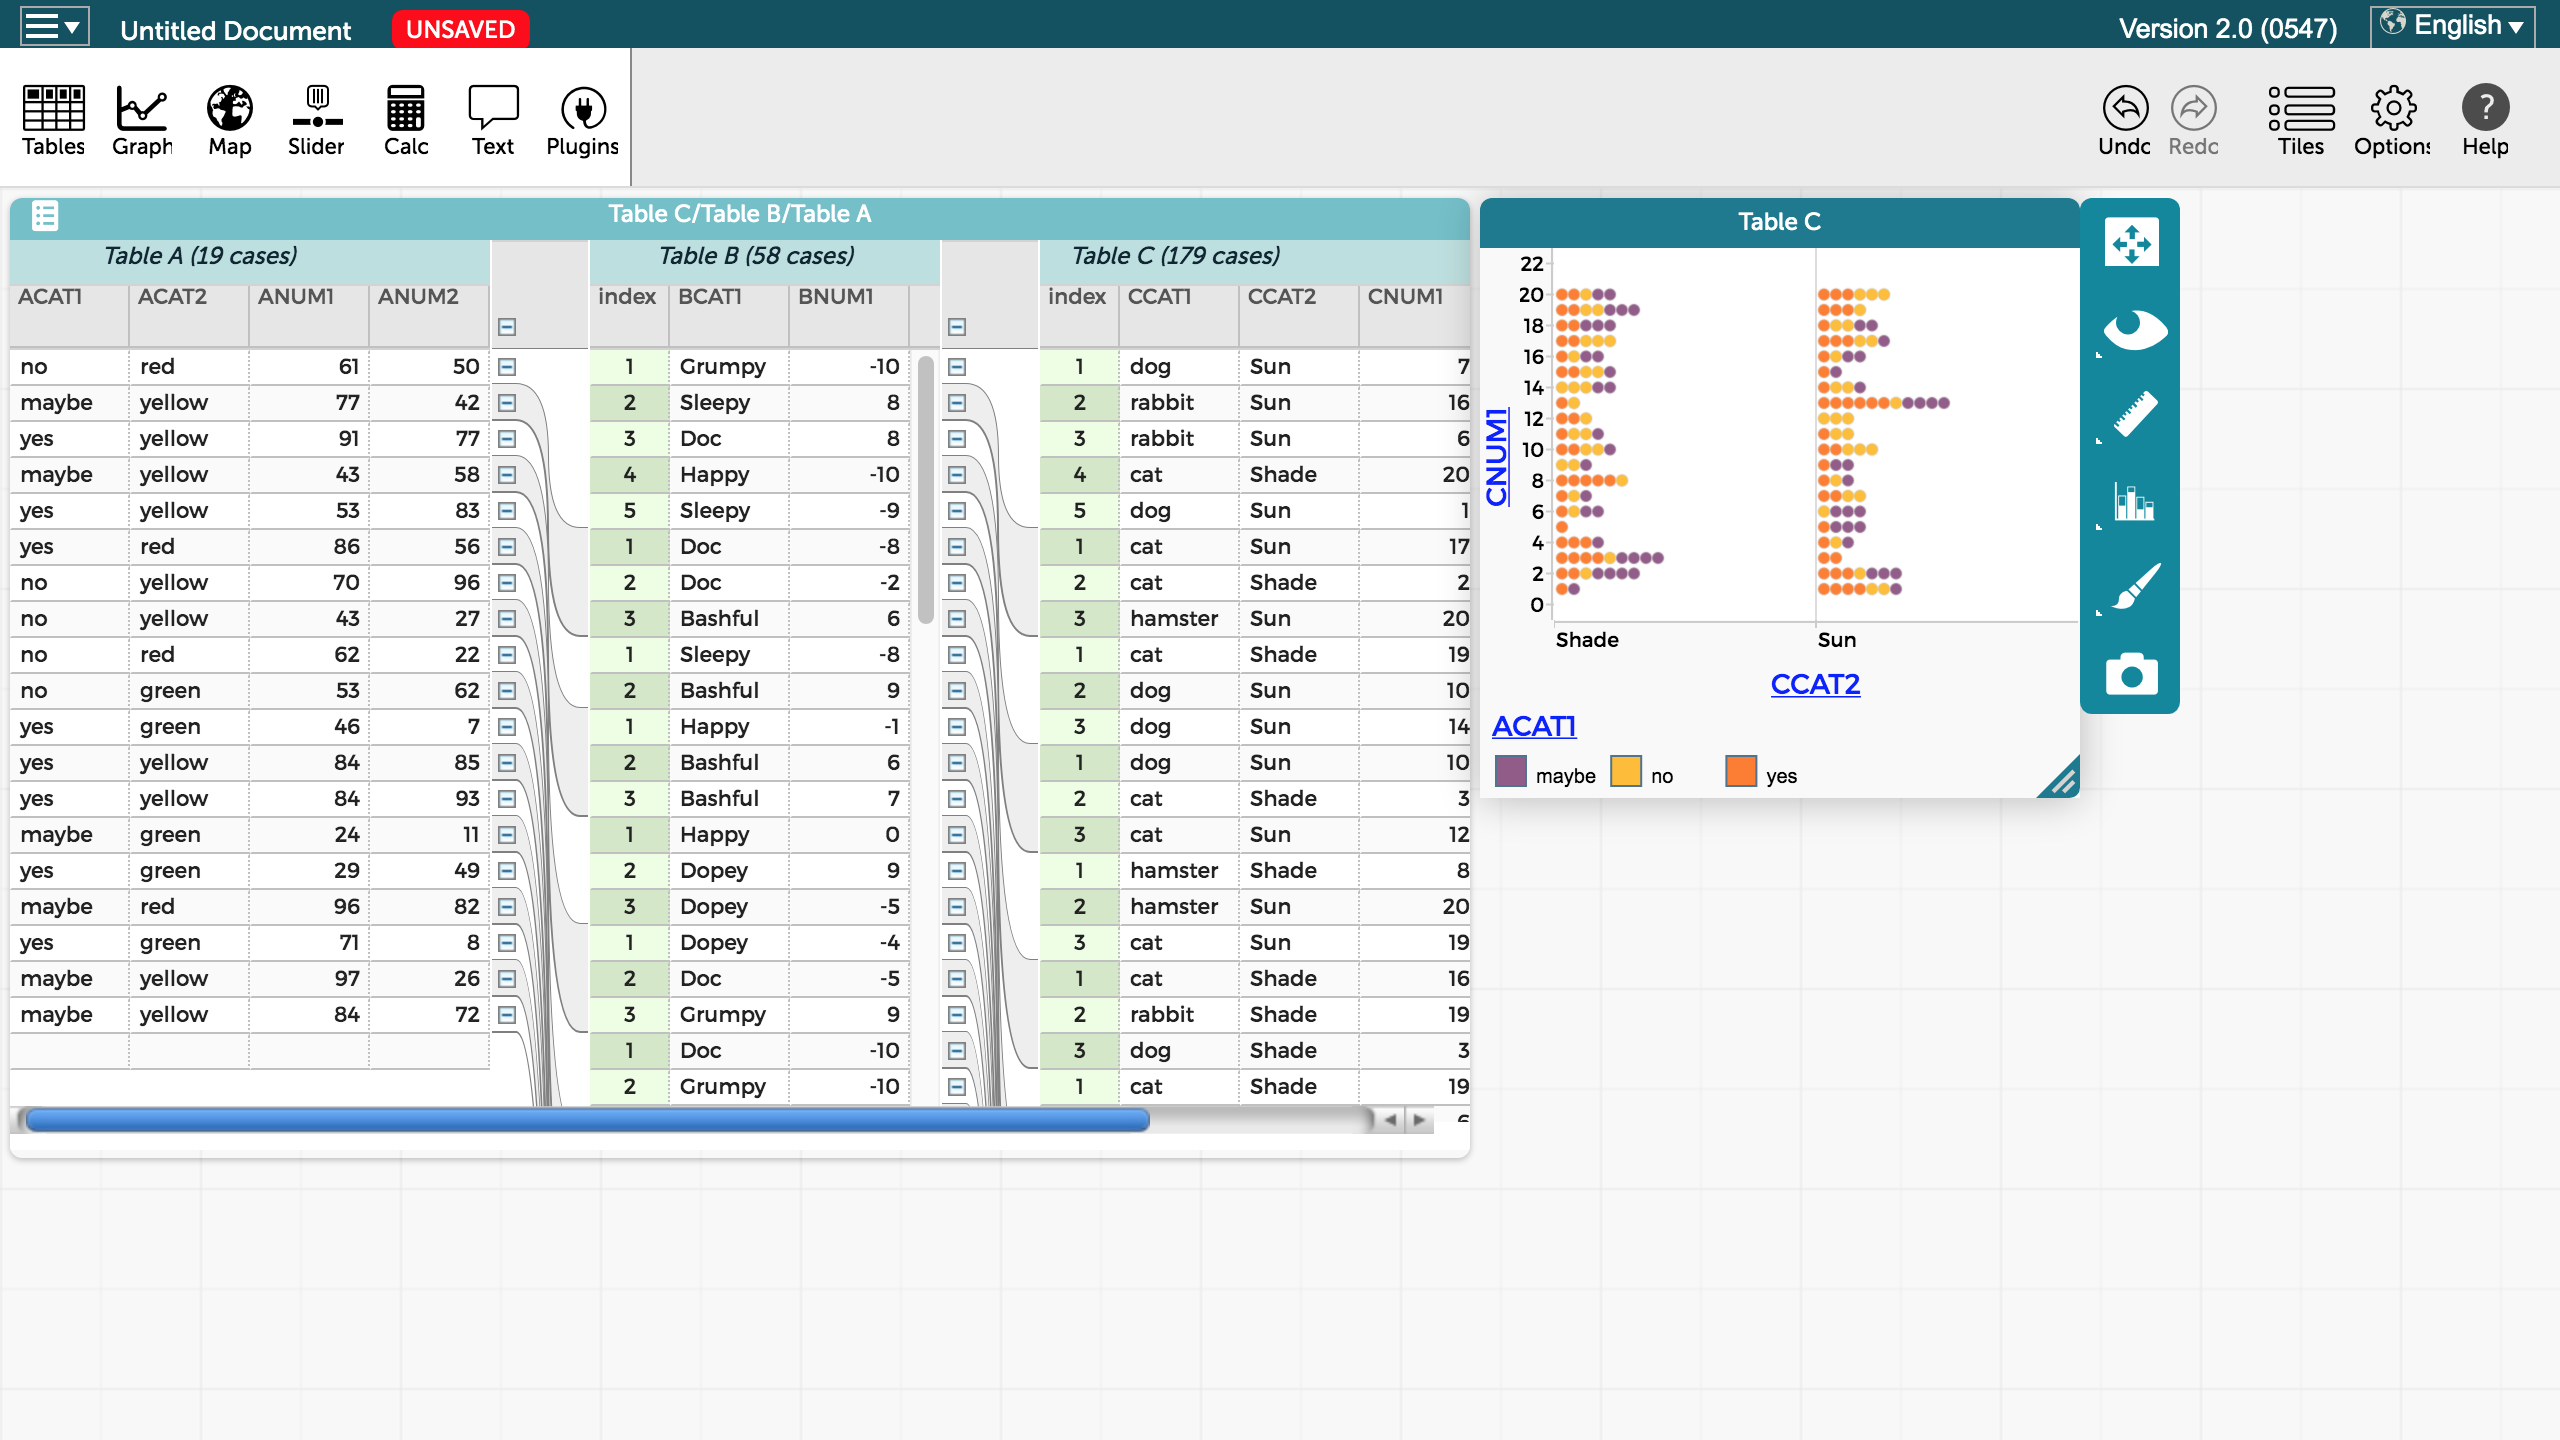 Untitled Document UNSAVED Version 2.0 (0547) English
Tables Graph Map Slider Calc Text Plugins Undo Redo Tiles Options ? Help
Table C/Table B/Table A
Table A (19 cases) Table B (58 cases) Table C (179 cases)
ACAT1 ACAT2 ANUM1 ANUM2 index BCAT1 BNUM1 index CCAT1 CCAT2 CNUM1
no red 61 50 1 Grumpy -10 1 dog Sun 7
maybe yellow 77 42 2 Sleepy 8 2 rabbit Sun 16
yes yellow 91 77 3 Doc 8 3 rabbit Sun 6
maybe yellow 43 58 4 Happy -10 4 cat Shade 20
yes yellow 53 83 5 Sleepy -9 5 dog Sun 1
yes red 86 56 1 Doc -8 1 cat Sun 17
no yellow 70 96 2 Doc -2 2 cat Shade 2
no yellow 43 27 3 Bashful 6 3 hamster Sun 20
no red 62 22 1 Sleepy -8 1 cat Shade 19
no green 53 62 2 Bashful 9 2 dog Sun 10
yes green 46 7 1 Happy -1 3 dog Sun 14
yes yellow 84 85 2 Bashful 6 1 dog Sun 10
yes yellow 84 93 3 Bashful 7 2 cat Shade 3
maybe green 24 11 1 Happy 0 3 cat Sun 12
yes green 29 49 2 Dopey 9 1 hamster Shade 8
maybe red 96 82 3 Dopey -5 2 hamster Sun 20
yes green 71 8 1 Dopey -4 3 cat Sun 19
maybe yellow 97 26 2 Doc -5 1 cat Shade 16
maybe yellow 84 72 3 Grumpy 9 2 rabbit Shade 19
1 Doc -10 3 dog Shade 3
2 Grumpy -10 1 cat Shade 19
Table C
22
20
18
16
14
12
10
8
6
4
2
0
CNUM1
Shade Sun
CCAT2
ACAT1
maybe no yes